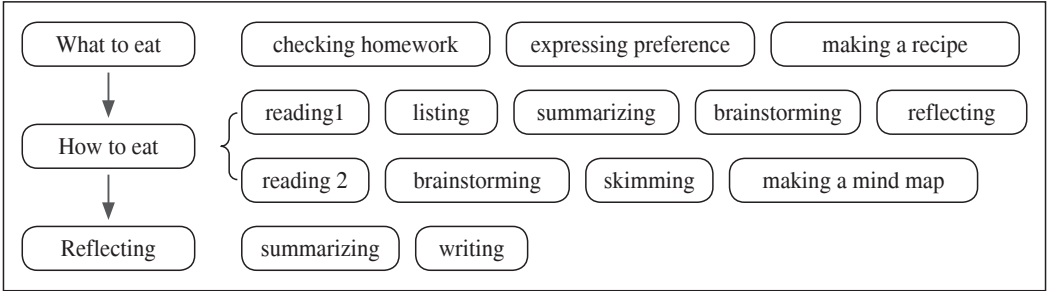 What to eat checking homework expressing preference making a recipe
reading1 listing summarizing brainstorming reflecting
How to eat
reading 2 brainstorming skimming making a mind map
Reflecting summarizing writing